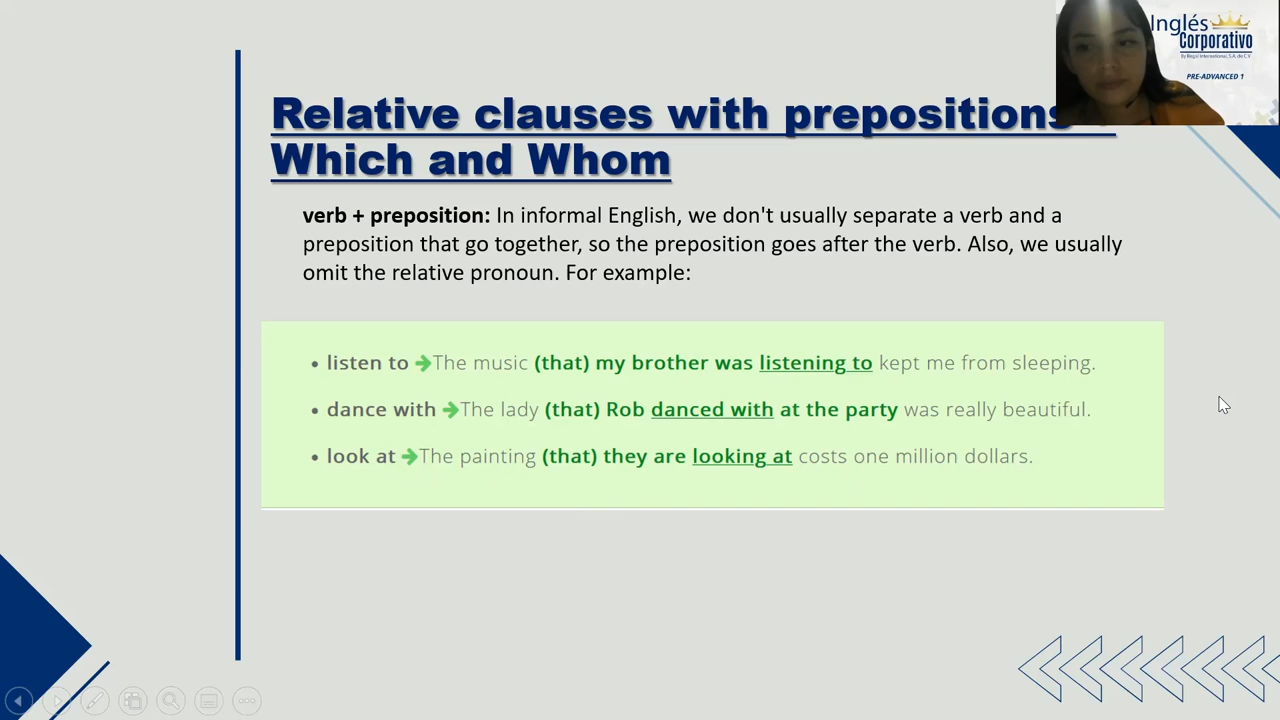 Inglés
Corporativo
by Regal International, S.A. de C.V.
PRE-ADVANCED 1
Relative clauses with prepositions -
Which and Whom
verb + preposition: In informal English, we don't usually separate a verb and a
preposition that go together, so the preposition goes after the verb. Also, we usually
omit the relative pronoun. For example:
• listen to ➔The music (that) my brother was listening to kept me from sleeping.
• dance with ➔The lady (that) Rob danced with at the party was really beautiful.
• look at ➔The painting (that) they are looking at costs one million dollars.